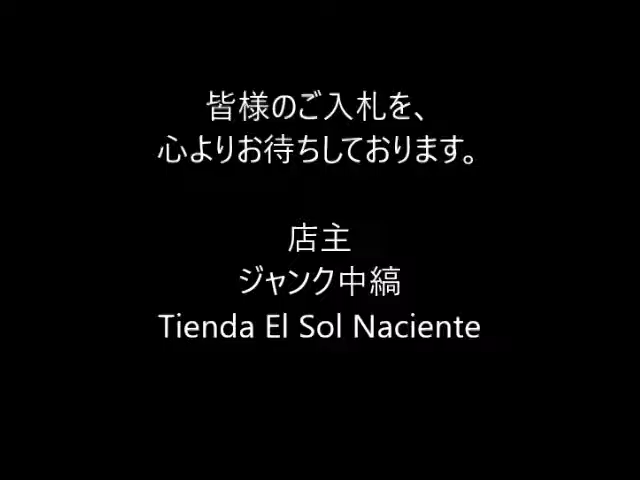 皆様のご入札を、
心よりお待ちしております。
店主
ジャンク中縞
Tienda El Sol Naciente